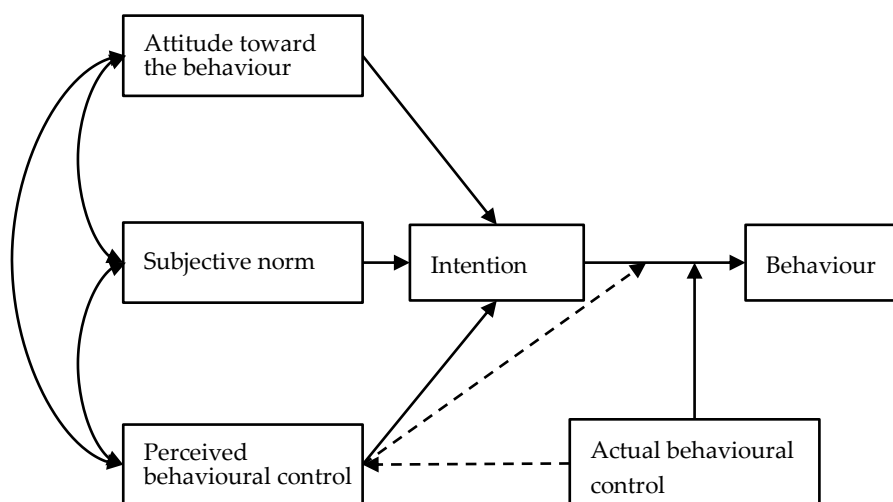 Attitude toward
the behaviour
Subjective norm
Intention
Behaviour
Perceived
behavioural control
Actual behavioural
control